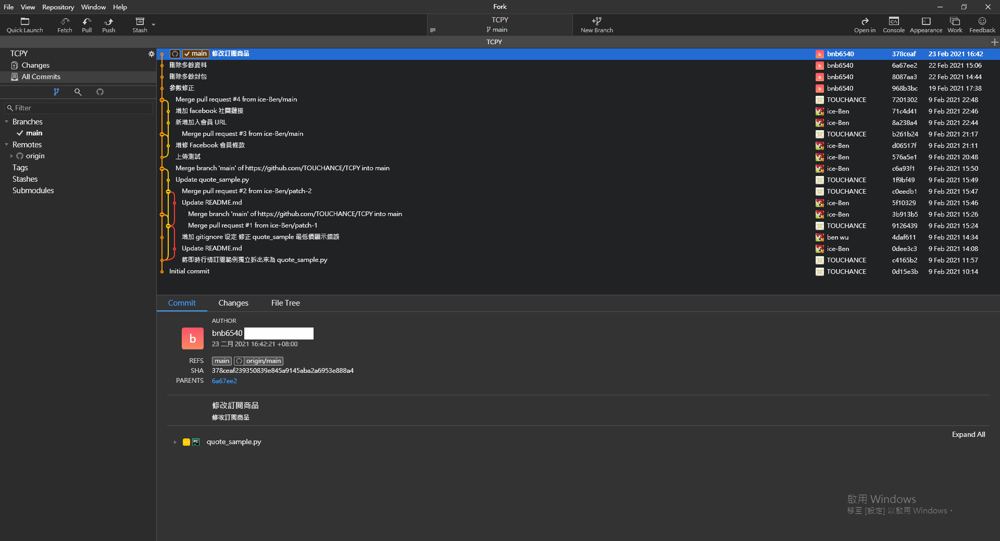 File View Repository Window Help Fork
Quick Launch Fetch Pull Push Stash TCPY main New Branch Open in Console Appearance Work Feedback
TCPY
TCPY
Changes
All Commits
Filter
Branches
main
Remotes
origin
Tags
Stashes
Submodules
main 修改訂閱商品 b bnb6540 378ceaf 23 Feb 2021 16:42
刪除多餘資料 b bnb6540 6a67ee2 22 Feb 2021 15:06
刪除多餘封包 b bnb6540 8087aa3 22 Feb 2021 14:44
參數修正 b bnb6540 968b3bc 19 Feb 2021 17:38
Merge pull request #4 from ice-Ben/main TOUCHANCE 7201302 9 Feb 2021 22:48
增加 facebook 社團鏈接 ice-Ben 71c4d41 9 Feb 2021 22:46
新增加入會員 URL ice-Ben 8a238a4 9 Feb 2021 22:44
Merge pull request #3 from ice-Ben/main TOUCHANCE b261b24 9 Feb 2021 21:17
增修 Facebook 會員條款 ice-Ben d06517f 9 Feb 2021 21:11
上傳測試 ice-Ben 576a5e1 9 Feb 2021 20:48
Merge branch 'main' of https://github.com/TOUCHANCE/TCPY into main ice-Ben c6a93f1 9 Feb 2021 15:50
Update quote_sample.py TOUCHANCE 1f9bf49 9 Feb 2021 15:49
Merge pull request #2 from ice-Ben/patch-2 TOUCHANCE c0eedb1 9 Feb 2021 15:47
Update README.md ice-Ben 5f10329 9 Feb 2021 15:46
Merge branch 'main' of https://github.com/TOUCHANCE/TCPY into main ice-Ben 3b913b5 9 Feb 2021 15:26
Merge pull request #1 from ice-Ben/patch-1 TOUCHANCE 9126439 9 Feb 2021 15:24
增加 gitignore 设定 修正 quote_sample 最低價顯示錯誤 ben wu 4daf611 9 Feb 2021 14:34
Update README.md ice-Ben 0dee3c3 9 Feb 2021 14:08
將即時行情訂閱範例獨立拆出來為 quote_sample.py TOUCHANCE c4165b2 9 Feb 2021 11:57
Initial commit TOUCHANCE 0d15e3b 9 Feb 2021 10:14
Commit Changes File Tree
AUTHOR
b bnb6540
23 二月 2021 16:42:21 +08:00
REFS main origin/main
SHA 378ceaf239350839e845a9145aba2a6953e888a4
PARENTS 6a67ee2
修改訂閱商品
修改訂閱商品
Expand All
PC quote_sample.py
啟用 Windows
移至 [設定] 以啟用 Windows。